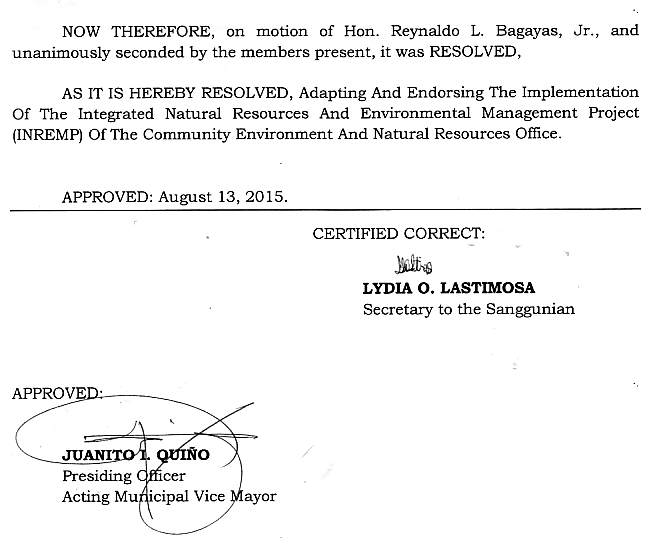 NOW THEREFORE, on motion of Hon. Reynaldo L. Bagayas, Jr., and
unanimously seconded by the members present, it was RESOLVED,
AS IT IS HEREBY RESOLVED, Adapting And Endorsing The Implementation
Of The Integrated Natural Resources And Environmental Management Project
(INREMP) Of The Community Environment And Natural Resources Office.
APPROVED: August 13, 2015.
CERTIFIED CORRECT:
LYDIA O. LASTIMOSA
Secretary to the Sanggunian
APPROVED:
JUANITO I. QUIÑO
Presiding Officer
Acting Municipal Vice Mayor